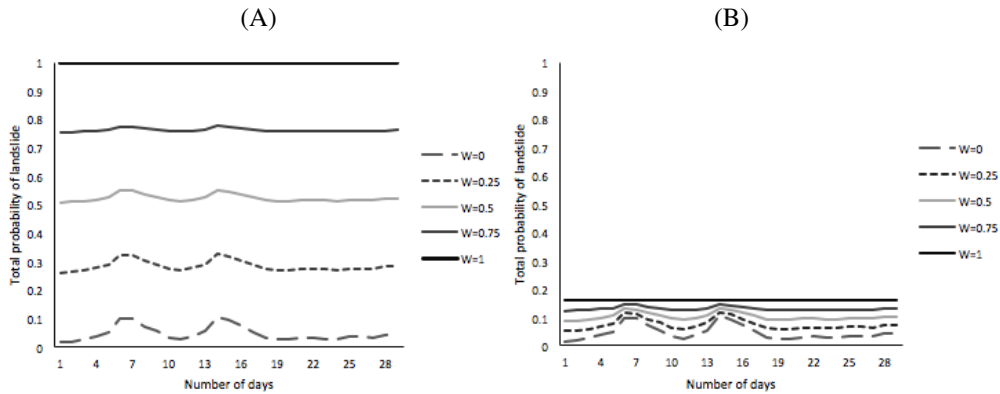 (A)
Total probability of landslide
1
0.9
0.8
0.7
0.6
0.5
0.4
0.3
0.2
0.1
0
1 4 7 10 13 16 19 22 25 28
Number of days
W=0
W=0.25
W=0.5
W=0.75
W=1
(B)
Total probability of landslide
1
0.9
0.8
0.7
0.6
0.5
0.4
0.3
0.2
0.1
0
1 4 7 10 13 16 19 22 25 28
Number of days
W=0
W=0.25
W=0.5
W=0.75
W=1